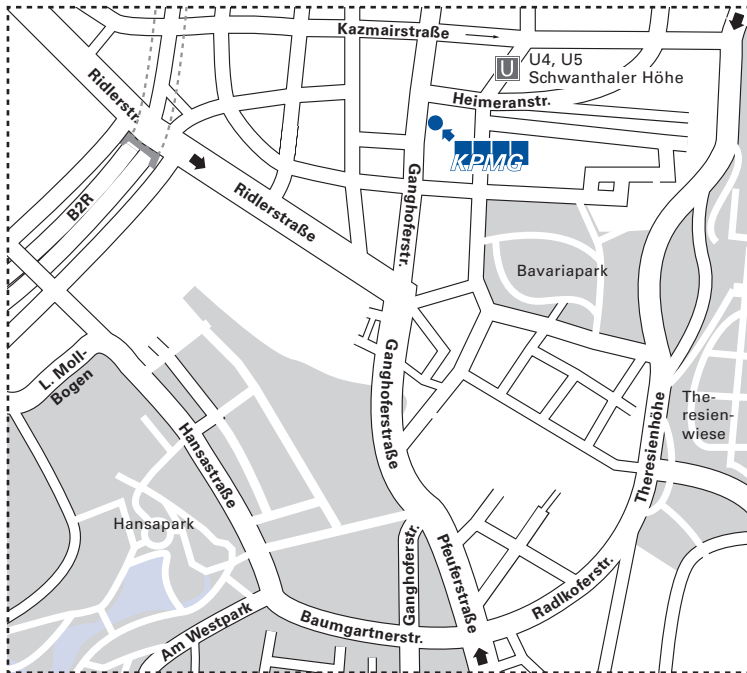 Kazmairstraße
U4, U5
U
Schwanthaler Höhe
Ridlerstr.
Heimeranstr.
KPMG
B2R
Ridlerstraße
Ganghoferstr.
Bavariapark
L. Moll-
Bogen
Ganghoferstraße
The-
resien-
wiese
Theresienhöhe
Hansastraße
Hansapark
Ganghoferstr.
Pfeuferstraße
Radlkoferstr.
Am Westpark
Baumgartnerstr.